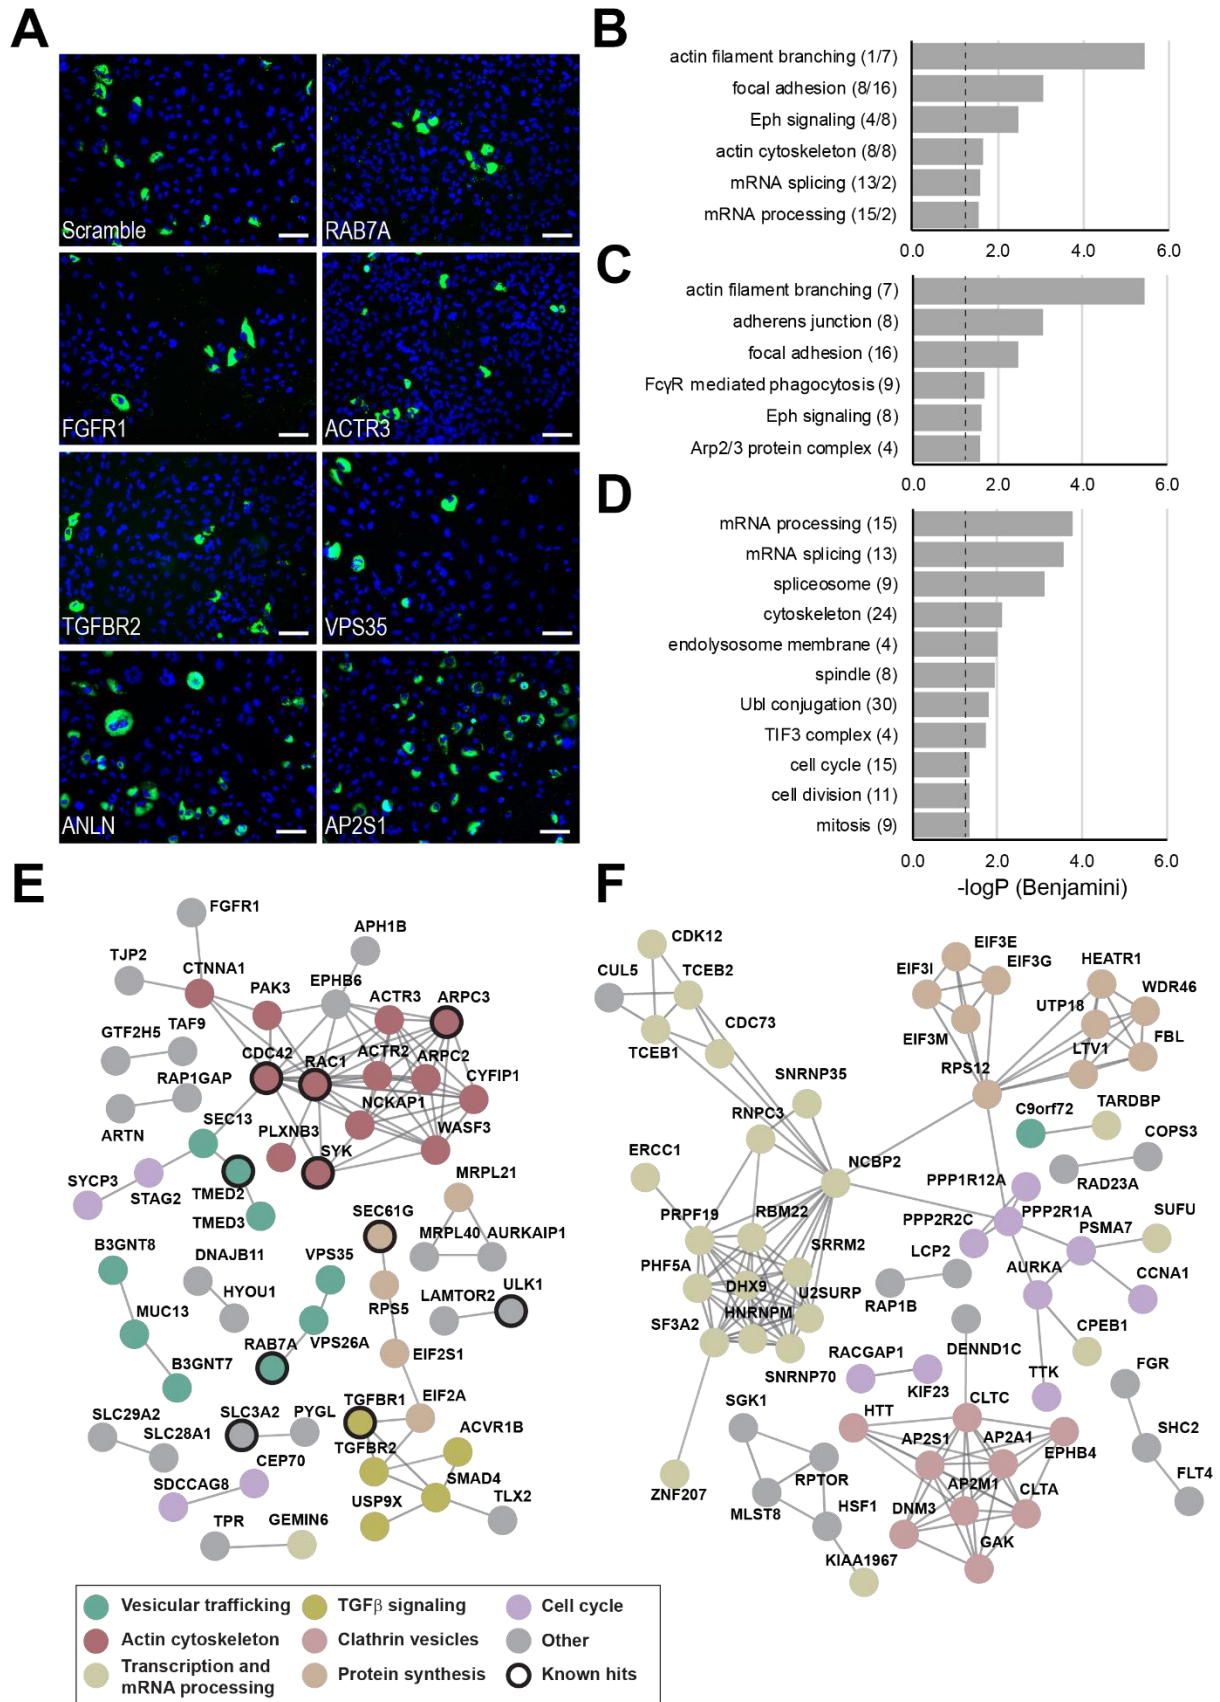 A
Scramble
RAB7A
FGFR1
ACTR3
TGFBR2
VPS35
ANLN
AP2S1
B
actin filament branching (1/7)
focal adhesion (8/16)
Eph signaling (4/8)
actin cytoskeleton (8/8)
mRNA splicing (13/2)
mRNA processing (15/2)
0.0 2.0 4.0 6.0
C
actin filament branching (7)
adherens junction (8)
focal adhesion (16)
FcγR mediated phagocytosis (9)
Eph signaling (8)
Arp2/3 protein complex (4)
0.0 2.0 4.0 6.0
D
mRNA processing (15)
mRNA splicing (13)
spliceosome (9)
cytoskeleton (24)
endolysosome membrane (4)
spindle (8)
Ubl conjugation (30)
TIF3 complex (4)
cell cycle (15)
cell division (11)
mitosis (9)
0.0 2.0 4.0 6.0
-logP (Benjamini)
E
FGFR1
APH1B
TJP2
CTNNA1
PAK3
EPHB6
ACTR3
ARPC3
GTF2H5
TAF9
CDC42
RAC1
ACTR2
ARPC2
CYFIP1
RAP1GAP
NCKAP1
ARTN
SEC13
PLXNB3
SYK
WASF3
SYCP3
STAG2
TMED2
TMED3
MRPL21
SEC61G
MRPL40
AURKAIP1
B3GNT8
DNAJB11
VPS35
HYOU1
RPS5
LAMTOR2
ULK1
MUC13
RAB7A
VPS26A
EIF2S1
B3GNT7
SLC29A2
SLC3A2
PYGL
TGFBR1
EIF2A
SLC28A1
TGFBR2
ACVR1B
CEP70
SDCCAG8
SMAD4
USP9X
TLX2
TPR
GEMIN6
F
CDK12
CUL5
TCEB2
EIF3E
EIF3I
EIF3G
HEATR1
WDR46
UTP18
CDC73
TCEB1
EIF3M
FBL
LTV1
RPS12
SNRNP35
RNPC3
C9orf72
TARDBP
COPS3
ERCC1
NCBP2
RAD23A
PPP1R12A
PRPF19
RBM22
PPP2R2C
PPP2R1A
PSMA7
SUFU
SRRM2
LCP2
PHF5A
DHX9
U2SURP
AURKA
CCNA1
HNRNPM
RAP1B
SF3A2
SNRNP70
DENND1C
CPEB1
RACGAP1
KIF23
TTK
FGR
SGK1
HTT
CLTC
AP2S1
AP2A1
EPHB4
SHC2
RPTOR
AP2M1
CLTA
FLT4
ZNF207
MLST8
HSF1
DNM3
GAK
KIAA1967
Vesicular trafficking
TGFβ signaling
Cell cycle
Actin cytoskeleton
Clathrin vesicles
Other
Transcription and
mRNA processing
Protein synthesis
Known hits